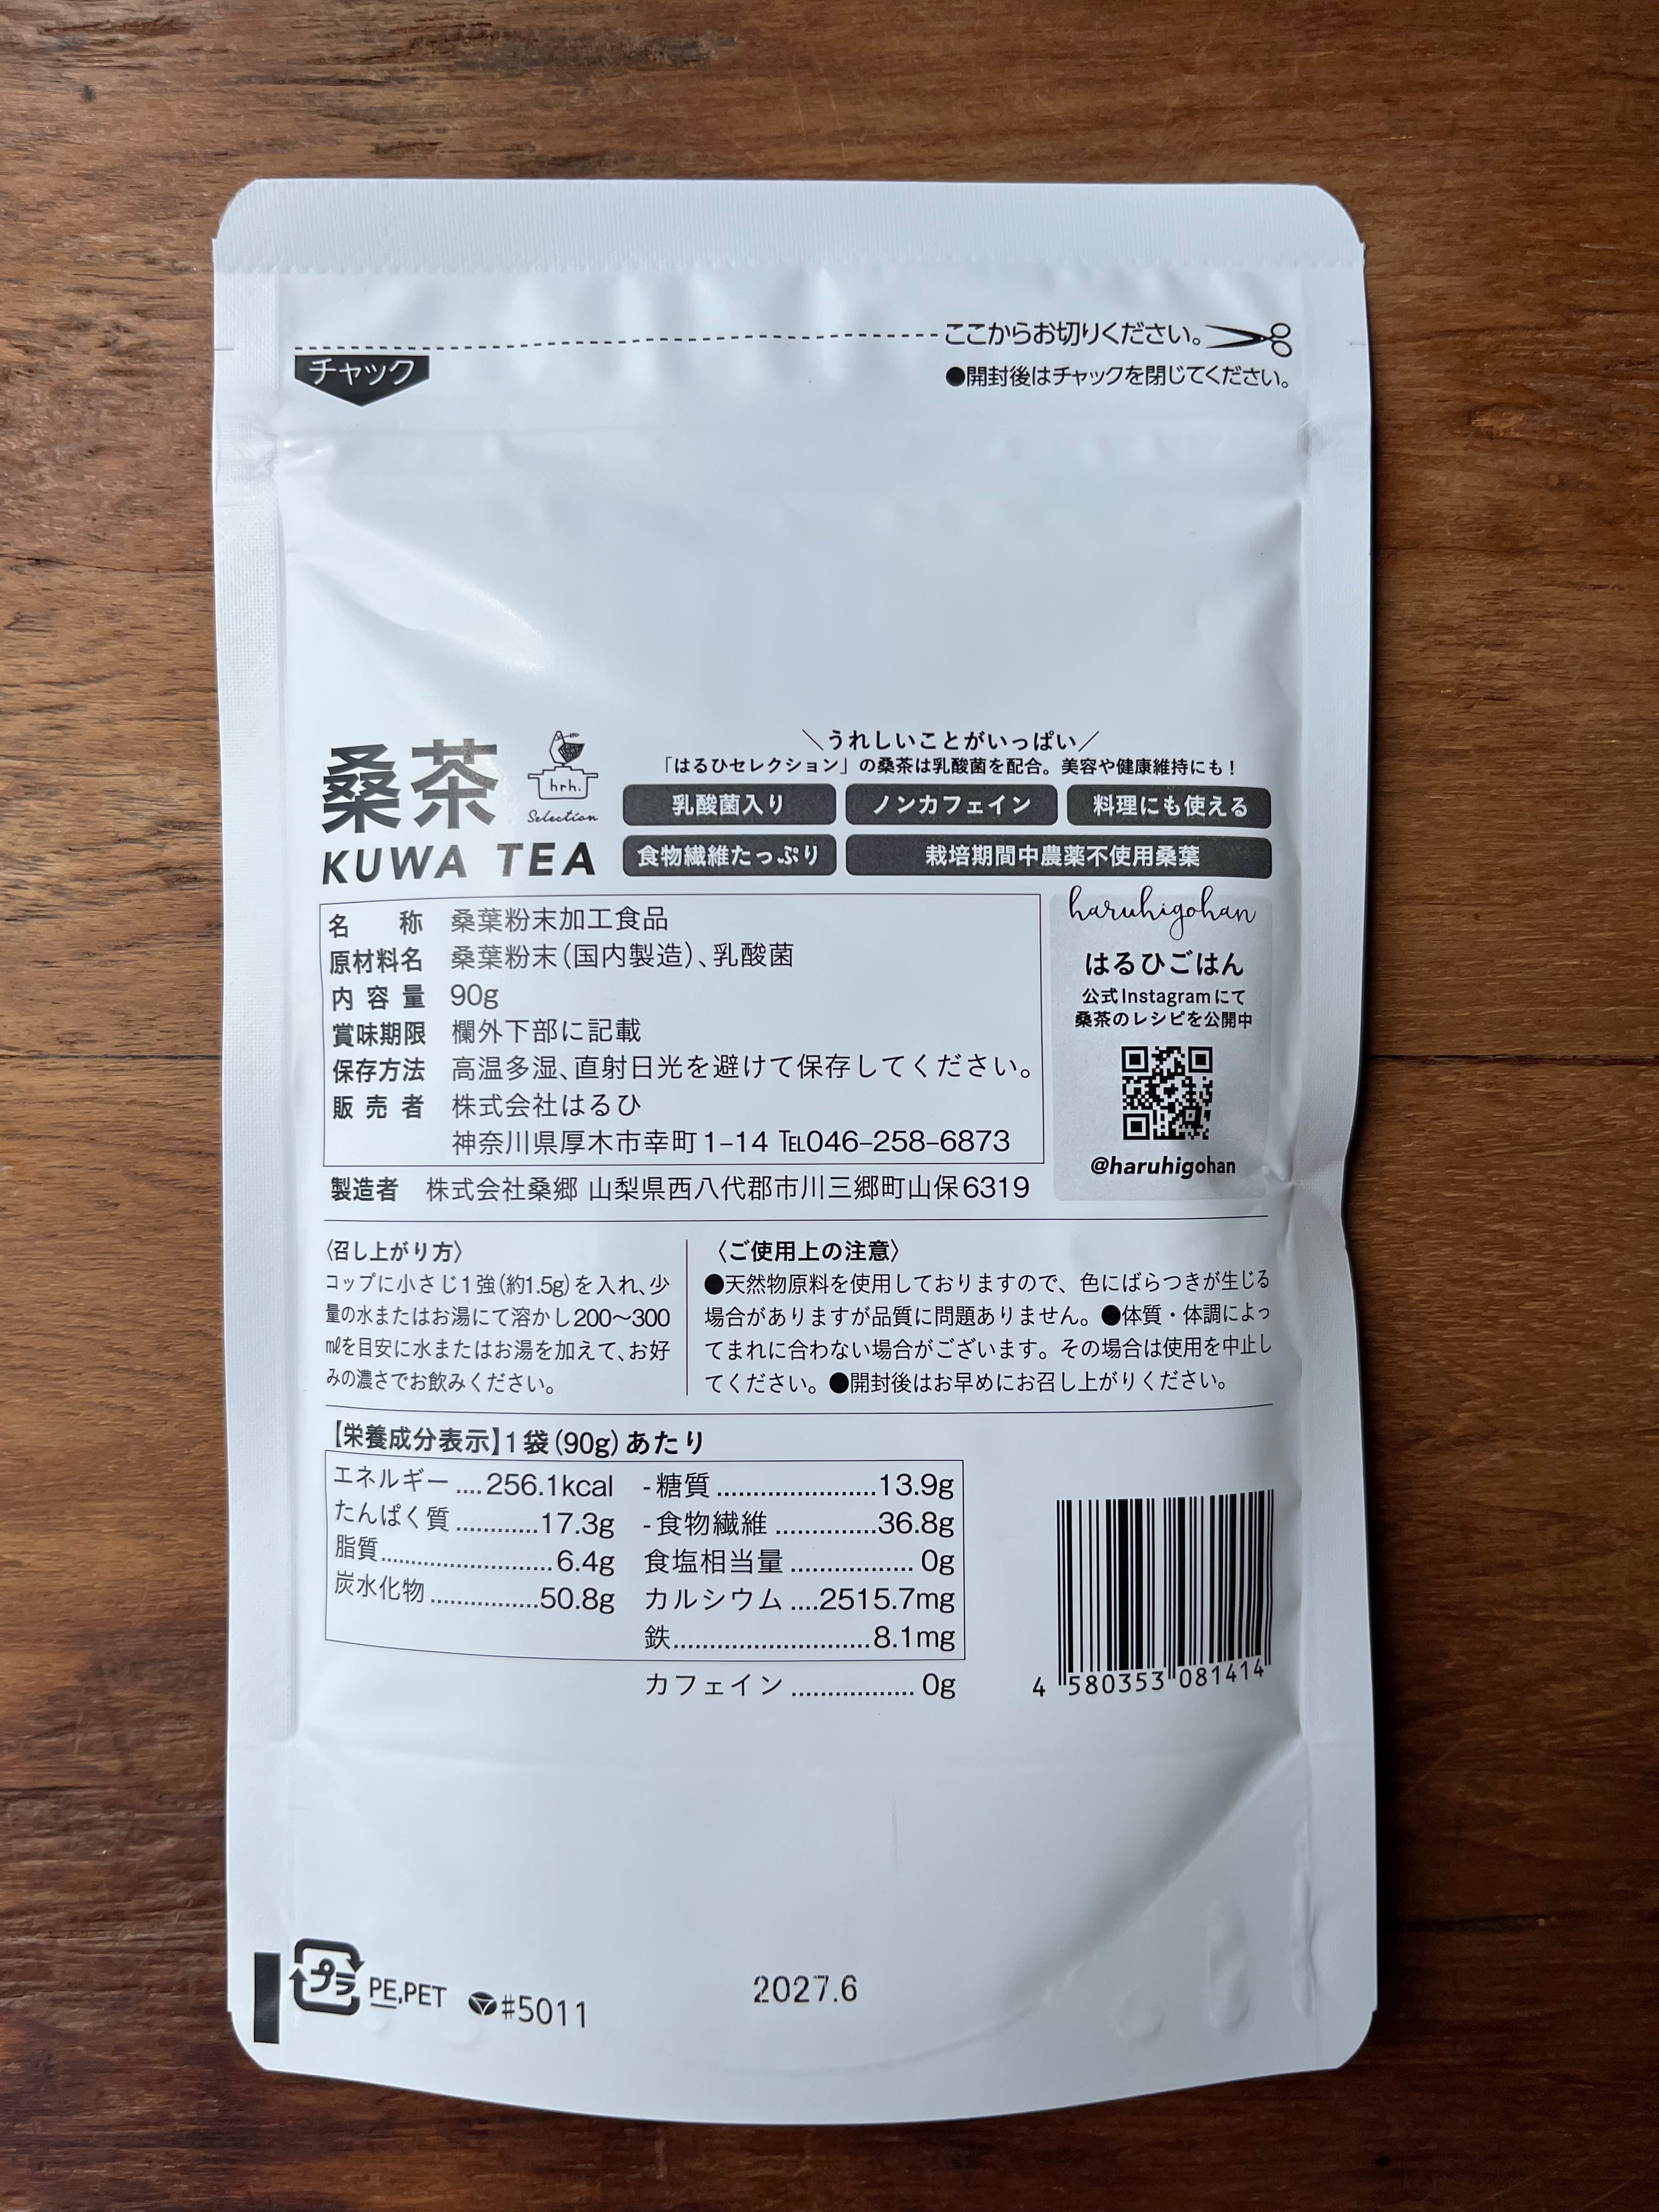 ここからお切りください。
チャック
●開封後はチャックを閉じてください。
桑茶
hrh.
Selection
KUWA TEA
＼うれしいことがいっぱい／
「はるひセレクション」の桑茶は乳酸菌を配合。美容や健康維持にも！
乳酸菌入り
ノンカフェイン
料理にも使える
食物繊維たっぷり
栽培期間中農薬不使用桑葉
名称 桑葉粉末加工食品
原材料名 桑葉粉末(国内製造)、乳酸菌
内容量 90g
賞味期限 欄外下部に記載
保存方法 高温多湿、直射日光を避けて保存してください。
販売者 株式会社はるひ
神奈川県厚木市幸町1-14 ℡046-258-6873
製造者 株式会社桑郷 山梨県西八代郡市川三郷町山保6319
haruhigohan
はるひごはん
公式Instagramにて
桑茶のレシピを公開中
@haruhigohan
〈召し上がり方〉
コップに小さじ1強(約1.5g)を入れ、少
量の水またはお湯にて溶かし200〜300
㎖を目安に水またはお湯を加えて、お好
みの濃さでお飲みください。
〈ご使用上の注意〉
●天然物原料を使用しておりますので、色にばらつきが生じる
場合がありますが品質に問題ありません。●体質・体調によっ
てまれに合わない場合がございます。その場合は使用を中止し
てください。●開封後はお早めにお召し上がりください。
【栄養成分表示】1袋(90g)あたり
エネルギー ....256.1kcal
たんぱく質 ............17.3g
脂質.........................6.4g
炭水化物 ................50.8g
-糖質 .......................13.9g
-食物繊維 ...............36.8g
食塩相当量 .................. 0g
カルシウム ....2515.7mg
鉄.............................8.1mg
カフェイン .................. 0g
4 580353 081414
プラ PE,PET #5011
2027.6